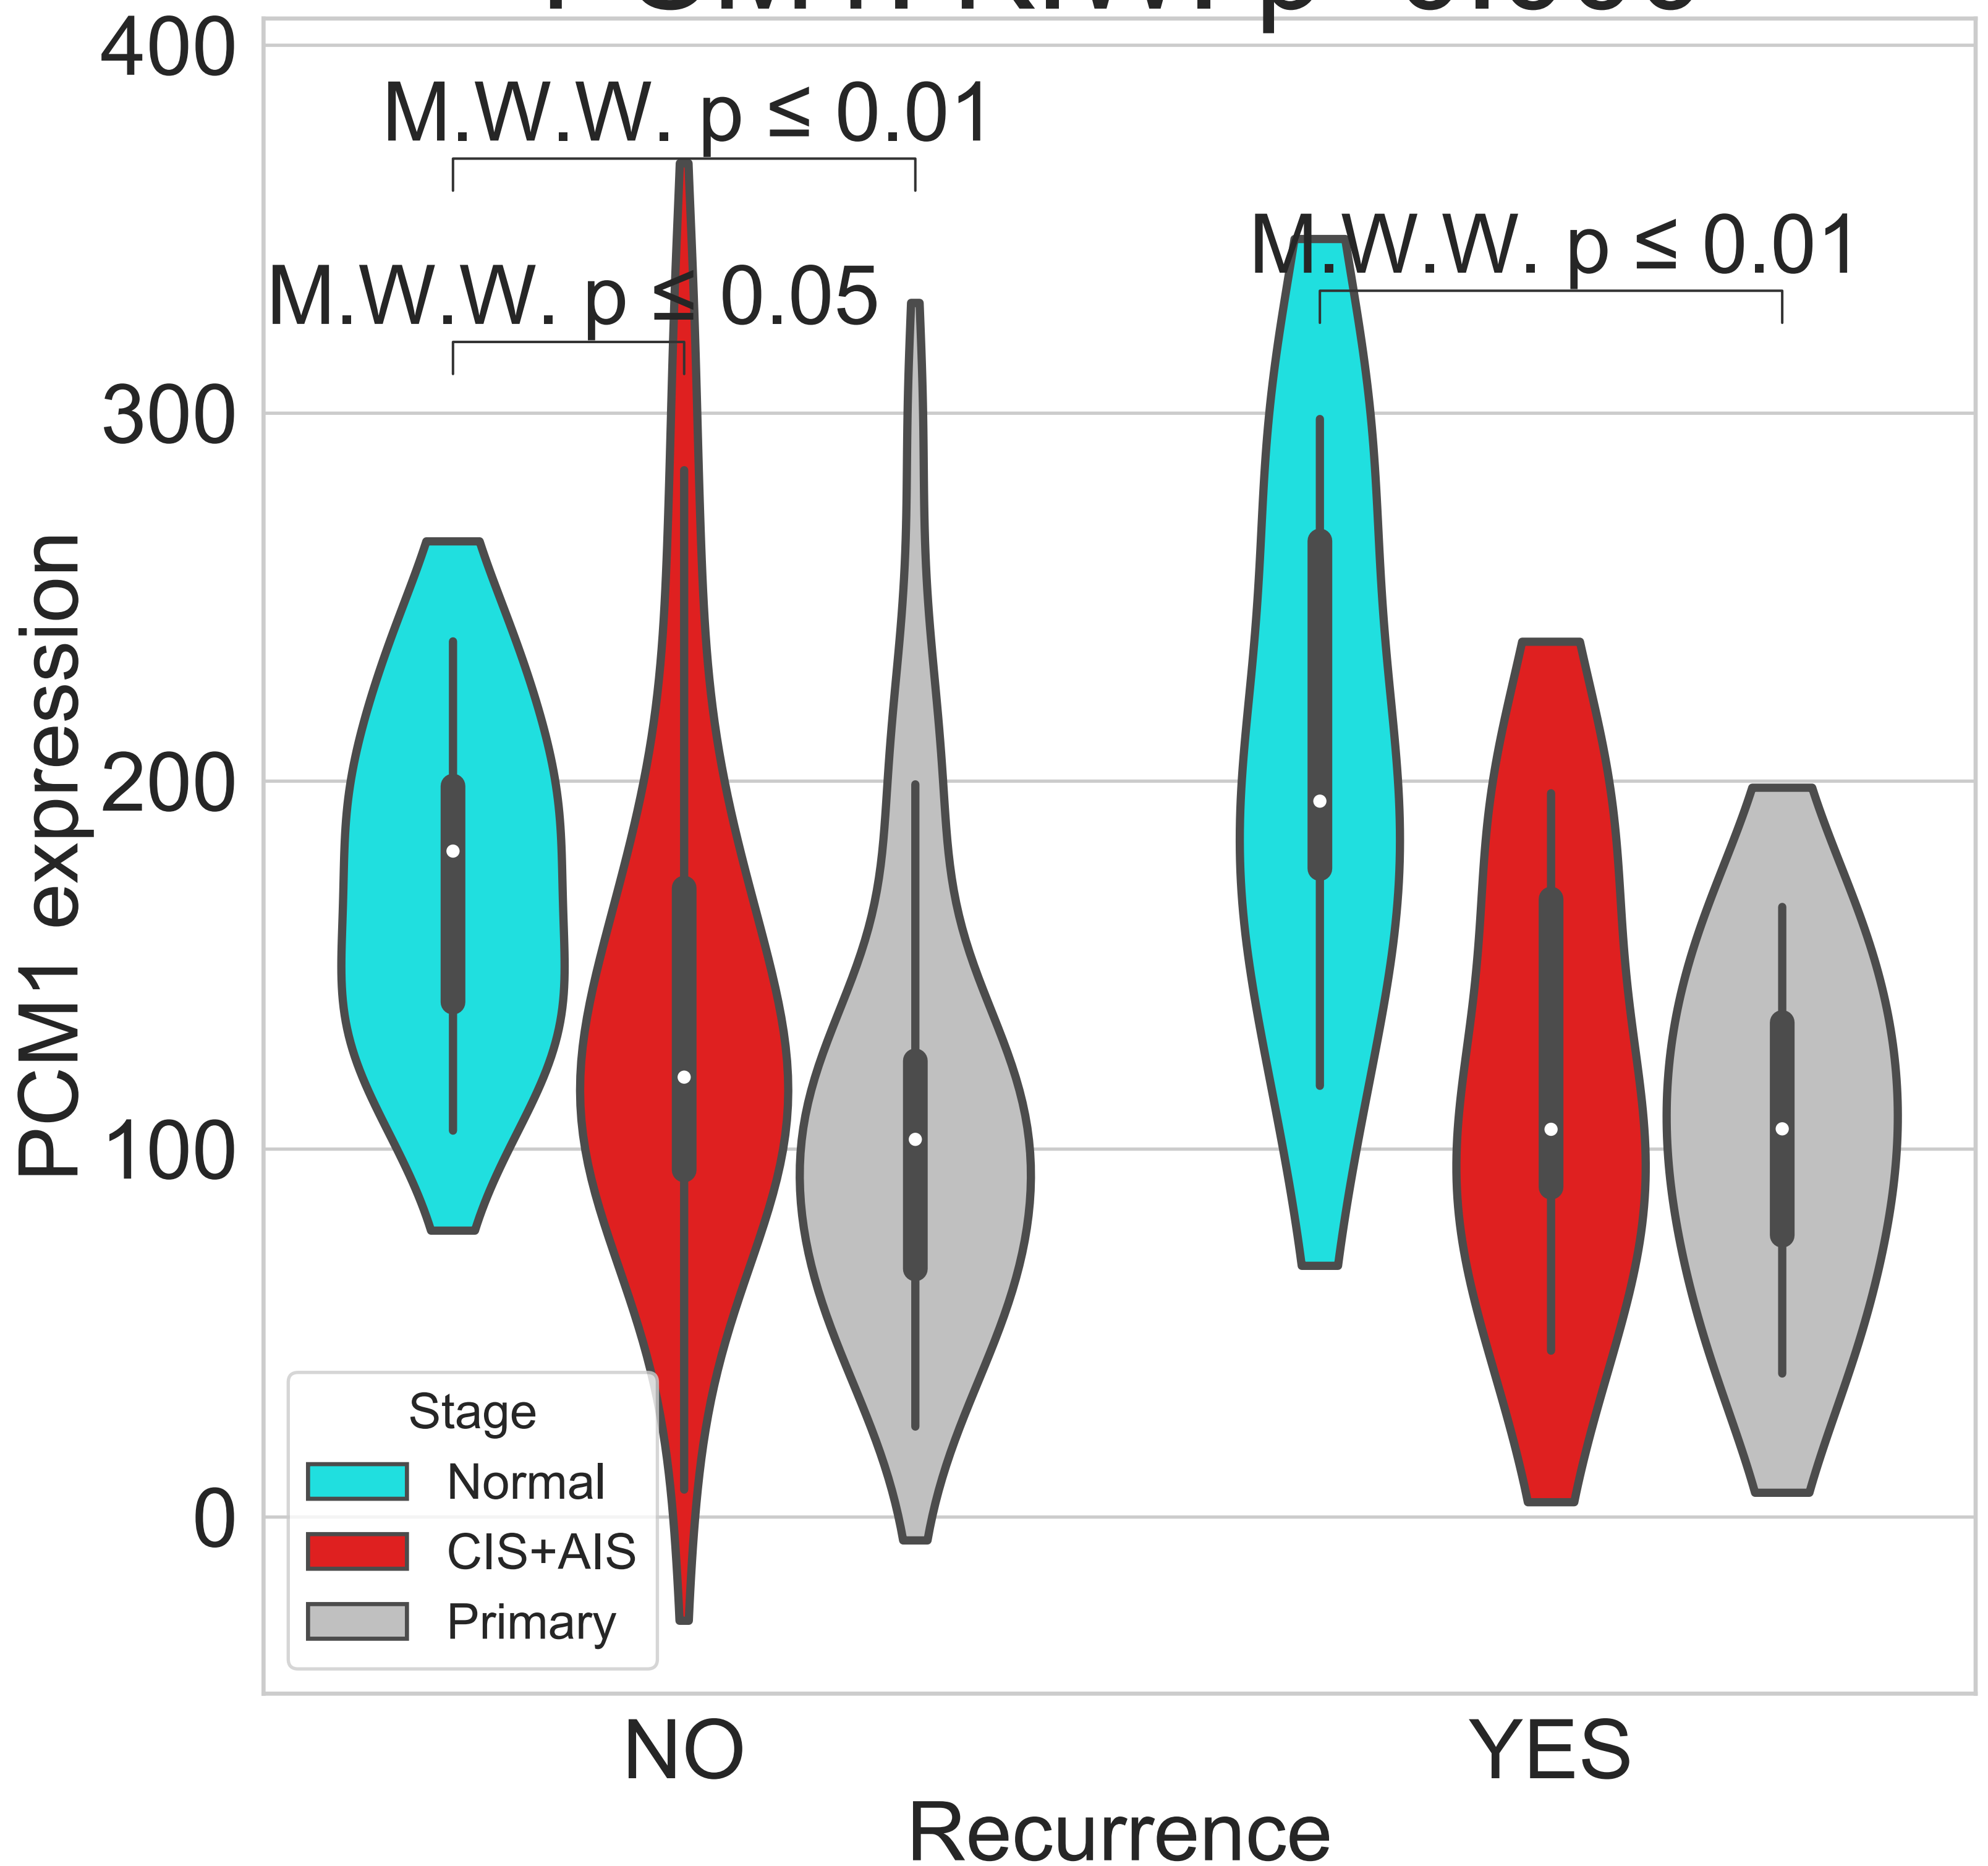 400
M.W.W. p ≤ 0.01
M.W.W. p ≤ 0.01
M.W.W. p ≤ 0.05
300
200
100
0
PCM1 expression
Stage
Normal
CIS+AIS
Primary
NO
YES
Recurrence